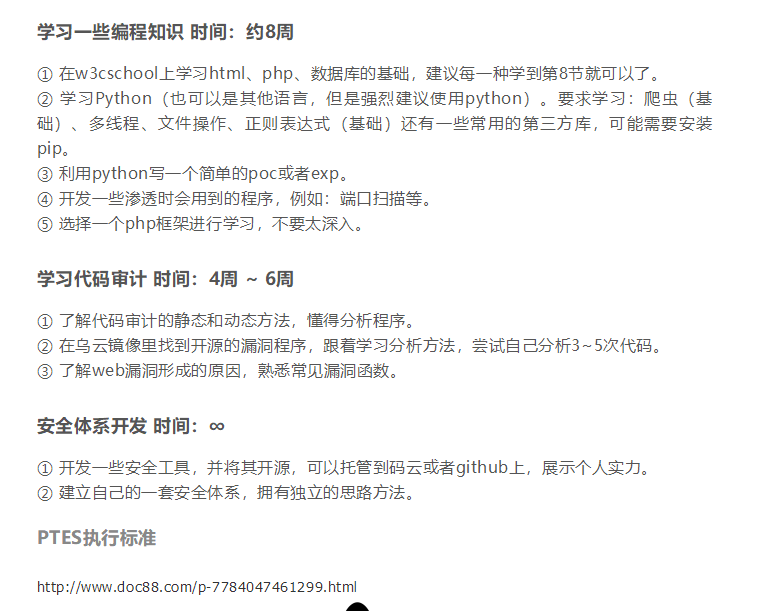 学习一些编程知识 时间：约8周
① 在w3cschool上学习html、php、数据库的基础，建议每一种学到第8节就可以了。
② 学习Python（也可以是其他语言，但是强烈建议使用python）。要求学习：爬虫（基
础）、多线程、文件操作、正则表达式（基础）还有一些常用的第三方库，可能需要安装
pip。
③ 利用python写一个简单的poc或者exp。
④ 开发一些渗透时会用到的程序，例如：端口扫描等。
⑤ 选择一个php框架进行学习，不要太深入。
学习代码审计 时间：4周 ~ 6周
① 了解代码审计的静态和动态方法，懂得分析程序。
② 在乌云镜像里找到开源的漏洞程序，跟着学习分析方法，尝试自己分析3~5次代码。
③ 了解web漏洞形成的原因，熟悉常见漏洞函数。
安全体系开发 时间：∞
① 开发一些安全工具，并将其开源，可以托管到码云或者github上，展示个人实力。
② 建立自己的一套安全体系，拥有独立的思路方法。
PTES执行标准
http://www.doc88.com/p-7784047461299.html